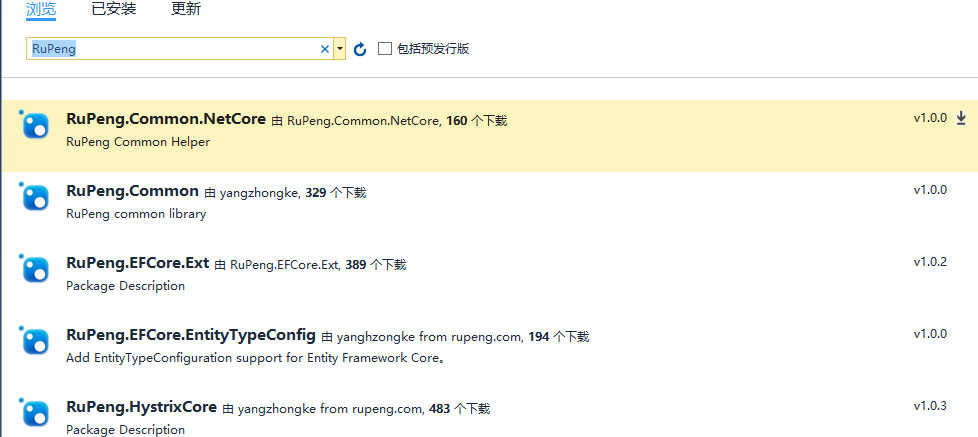 浏览 已安装 更新
RuPeng 包括预发行版
RuPeng.Common.NetCore 由 RuPeng.Common.NetCore, 160 个下载 v1.0.0
RuPeng Common Helper
RuPeng.Common 由 yangzhongke, 329 个下载 v1.0.0
RuPeng common library
RuPeng.EFCore.Ext 由 RuPeng.EFCore.Ext, 389 个下载 v1.0.2
Package Description
RuPeng.EFCore.EntityTypeConfig 由 yanghzongke from rupeng.com, 194 个下载 v1.0.0
Add EntityTypeConfiguration support for Entity Framework Core。
RuPeng.HystrixCore 由 yangzhongke from rupeng.com, 483 个下载 v1.0.3
Package Description